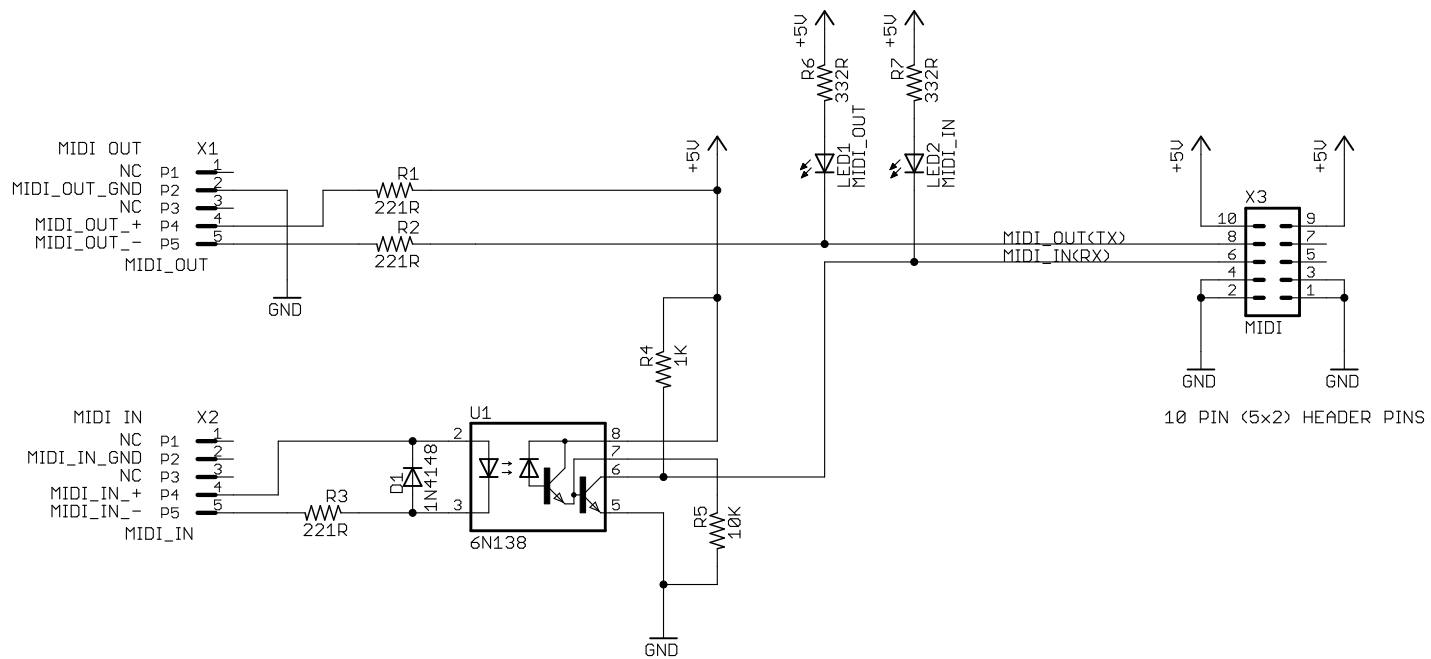 +5V
+5V
R6
332R
R7
332R
MIDI_OUT
LED1
MIDI_IN
LED2
MIDI OUT X1
NC P1 1
MIDI_OUT_GND P2 2
NC P3 3
MIDI_OUT_+ P4 4
MIDI_OUT_- P5 5
MIDI_OUT
GND
R1
221R
R2
221R
+5V
MIDI_OUT(TX)
MIDI_IN(RX)
+5V
+5V
X3
10 9
8 7
6 5
4 3
2 1
MIDI
GND
GND
10 PIN (5x2) HEADER PINS
R4
1K
MIDI IN X2
NC P1 1
MIDI_IN_GND P2 2
NC P3 3
MIDI_IN_+ P4 4
MIDI_IN_- P5 5
MIDI_IN
R3
221R
D1
1N4148
U1
2 8
7
6
3 5
6N138
R5
10K
GND